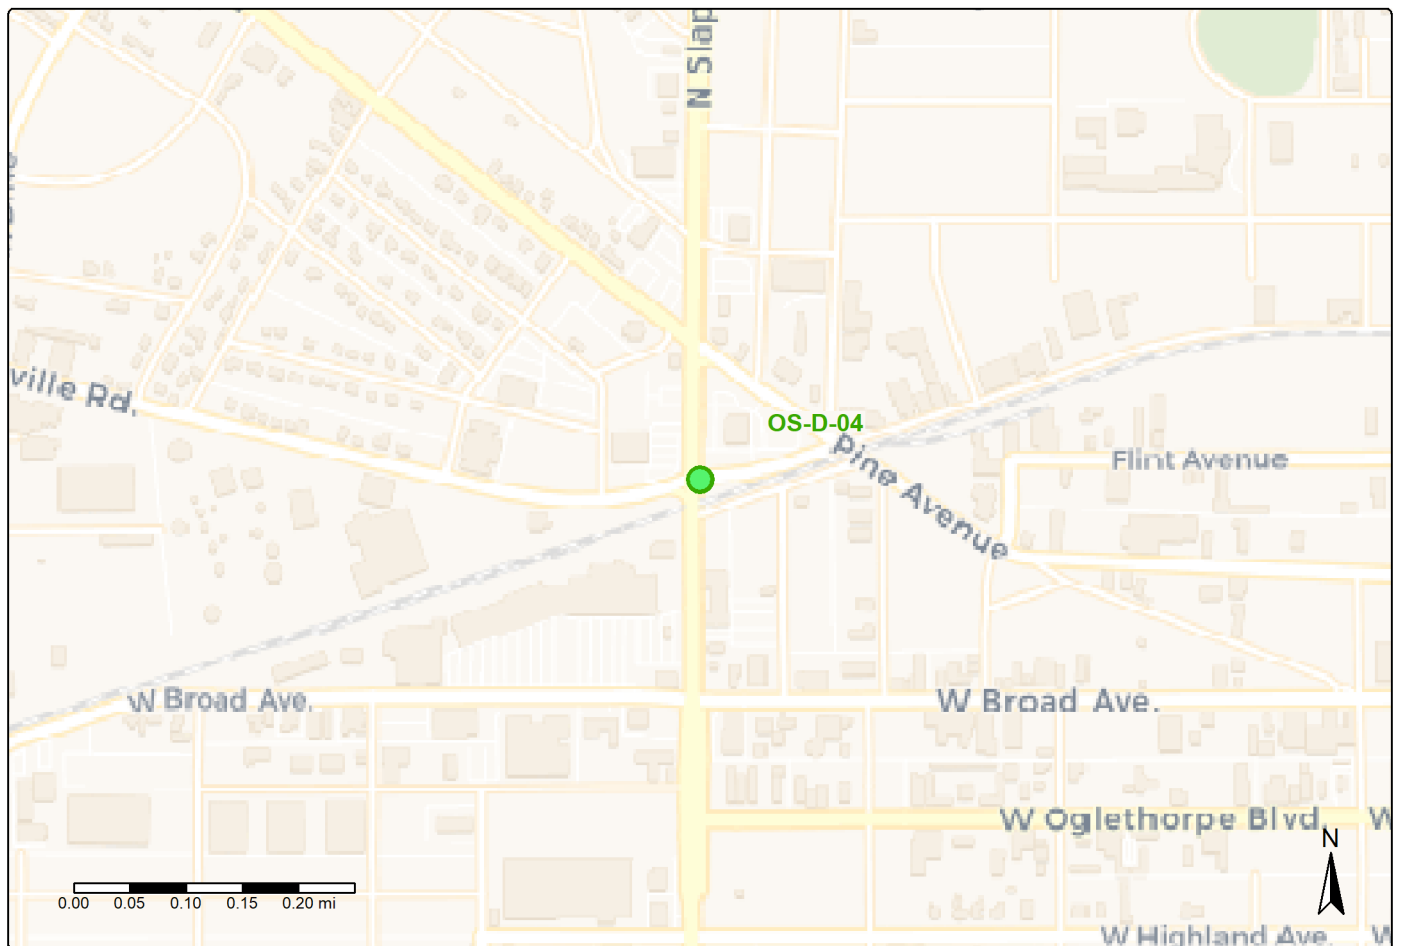 N Slap
ville Rd.
OS-D-04
Pine Avenue
Flint Avenue
W Broad Ave.
W Broad Ave.
W Oglethorpe Blvd.
W
N
0.00 0.05 0.10 0.15 0.20 mi
W Highland Ave
W